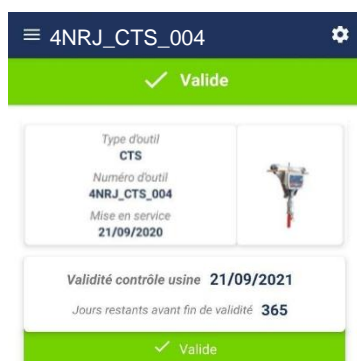 4NRJ_CTS_004
Valide
Type d'outil
CTS
Numéro d'outil
4NRJ_CTS_004
Mise en service
21/09/2020
Validité contrôle usine 21/09/2021
Jours restants avant fin de validité 365
Valide